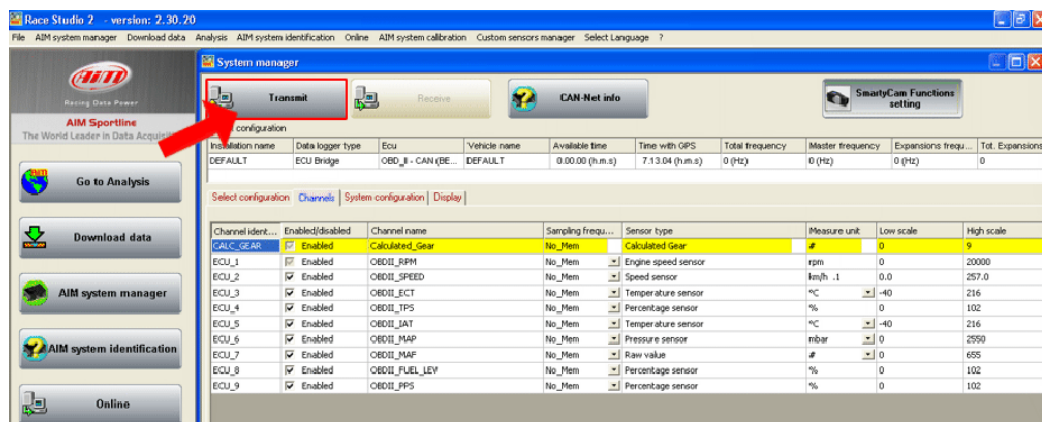 Race Studio 2 - version: 2.30.20
File AIM system manager Download data Analysis AIM system identification Online AIM system calibration Custom sensors manager Select Language ?
AiM
Racing Data Power
AIM Sportline
The World Leader in Data
Go to Analysis
Download data
AIM system manager
AIM system identification
Online
System manager
Transmit Receive CAN-Net info SmartyCam Functions
setting
configuration
Installation name Data logger type Ecu Vehicle name Available time Time with GPS Total frequency Master frequency Expansions frequ... Tot. Expansions
DEFAULT ECU Bridge OBD_II - CAN (BE... DEFAULT 0.00.00 (h.m.s) 7.13.04 (h.m.s) 0 (Hz) 0 (Hz) 0 (Hz) 0
Select configuration Channels System configuration Display
Channel ident... Enabled/disabled Channel name Sampling frequ... Sensor type Measure unit Low scale High scale
CALC_GEAR Enabled Calculated_Gear No_Mem Calculated Gear # 0 9
ECU_1 Enabled OBDII_RPM No_Mem Engine speed sensor rpm 0 20000
ECU_2 Enabled OBDII_SPEED No_Mem Speed sensor km/h .1 0.0 257.0
ECU_3 Enabled OBDII_ECT No_Mem Temperature sensor °C -40 216
ECU_4 Enabled OBDII_TPS No_Mem Percentage sensor % 0 102
ECU_5 Enabled OBDII_IAT No_Mem Temperature sensor °C -40 216
ECU_6 Enabled OBDII_MAP No_Mem Pressure sensor mbar 0 2550
ECU_7 Enabled OBDII_MAF No_Mem Raw value # 0 655
ECU_8 Enabled OBDII_FUEL_LEV No_Mem Percentage sensor % 0 102
ECU_9 Enabled OBDII_PPS No_Mem Percentage sensor % 0 102